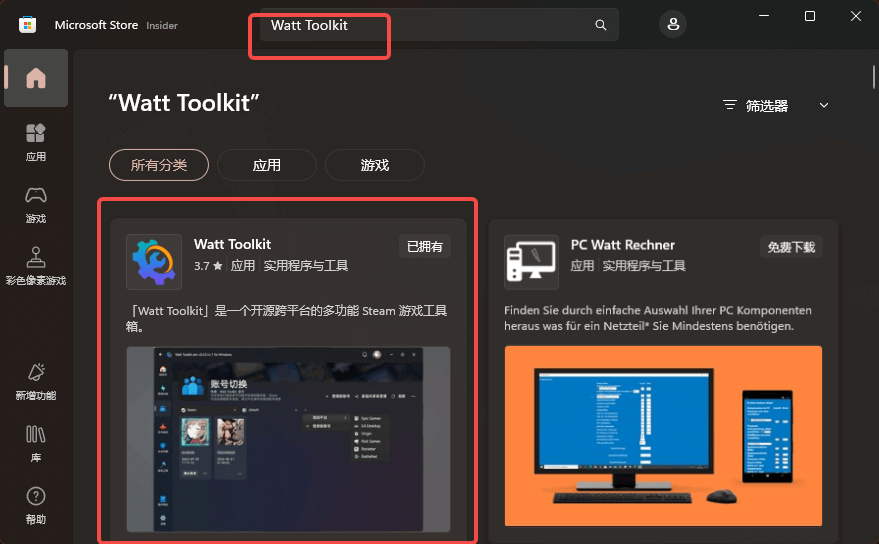 Microsoft Store Insider
Watt Toolkit
“Watt Toolkit”
筛选器
所有分类
应用
游戏
应用
游戏
彩色像素游戏
新增功能
库
帮助
Watt Toolkit
已拥有
3.7 ★ 应用 实用程序与工具
「Watt Toolkit」是一个开源跨平台的多功能 Steam 游戏工具
箱。
账号切换
PC Watt Rechner
免费下载
应用 实用程序与工具
Finden Sie durch einfache Auswahl Ihrer PC Komponenten
heraus was für ein Netzteil* Sie Mindestens benötigen.